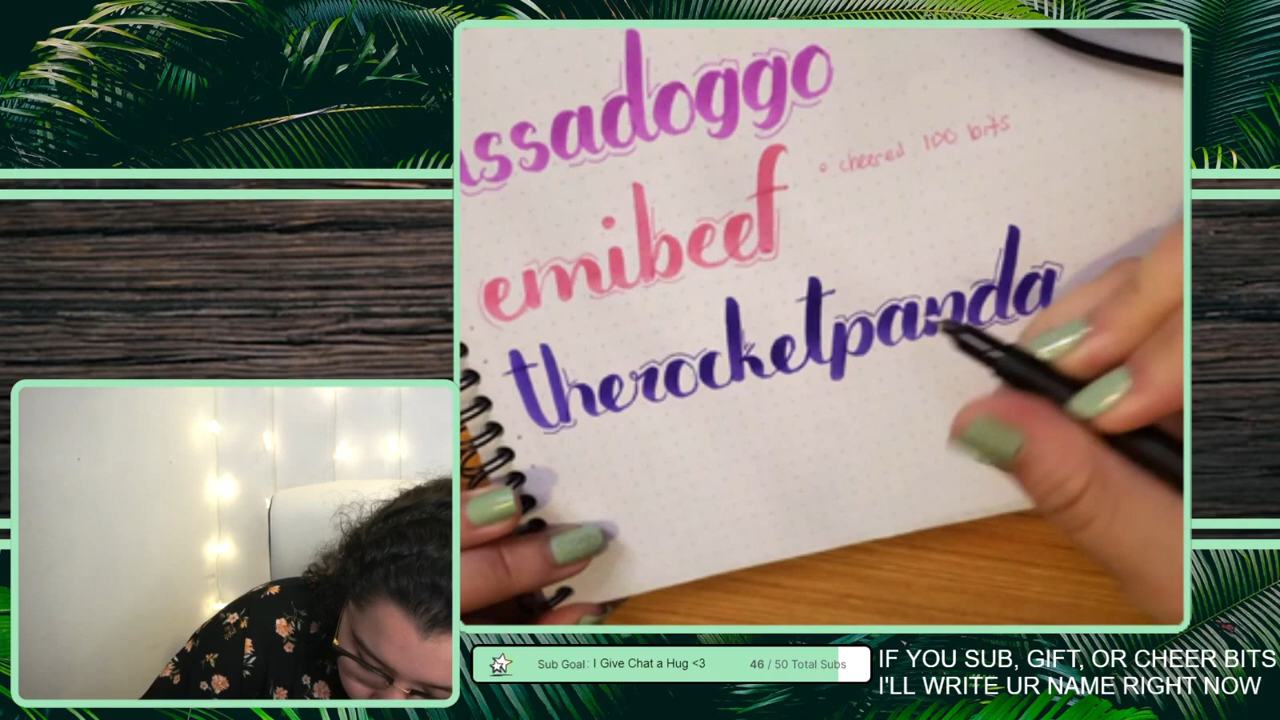 ssadoggo
emibeef
cheered 100 bits
therocketpanda
Sub Goal: I Give Chat a Hug <3
46 / 50 Total Subs
IF YOU SUB, GIFT, OR CHEER BITS
I'LL WRITE UR NAME RIGHT NOW